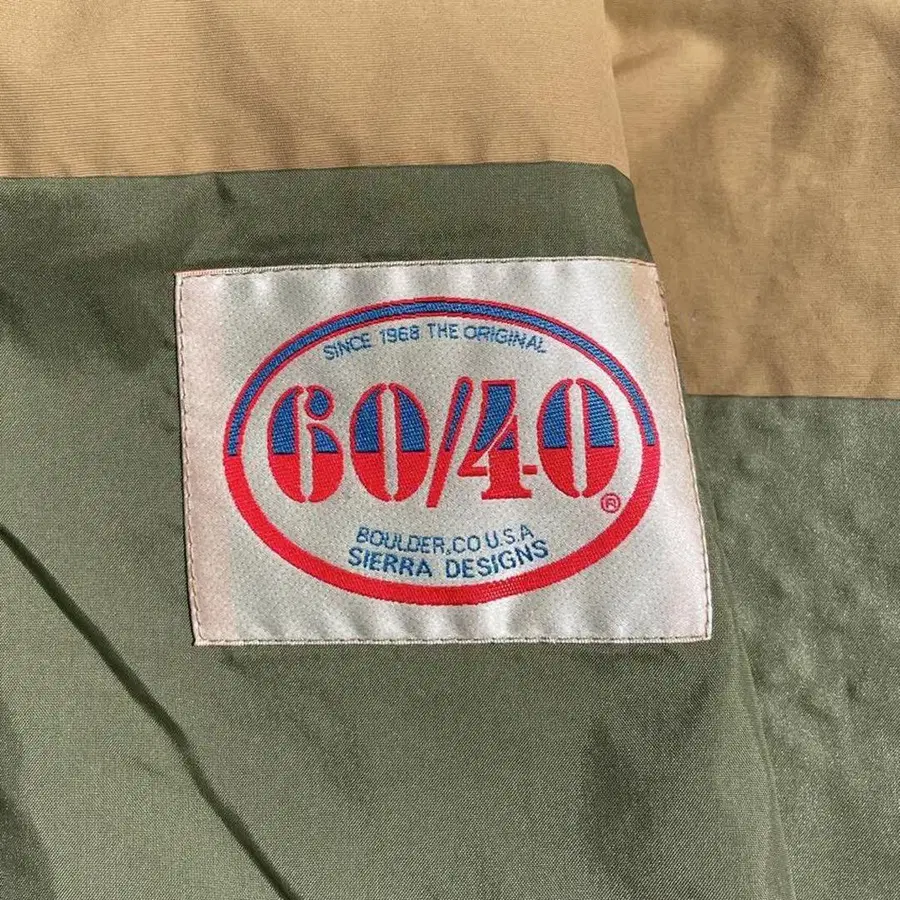 SINCE 1968 THE ORIGINAL
60/40®
BOULDER, CO U.S.A
SIERRA DESIGNS